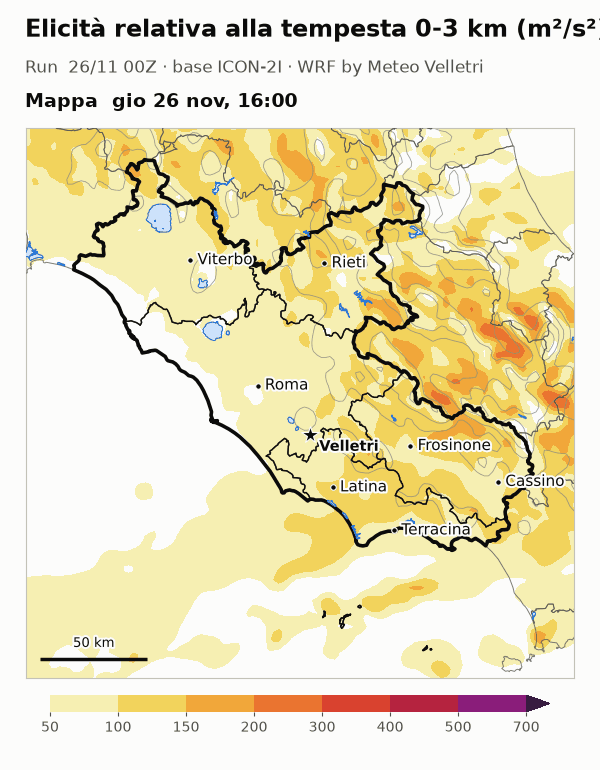 Elicità relativa alla tempesta 0-3 km (m²/s²)
Run 26/11 00Z · base ICON-2I · WRF by Meteo Velletri
Mappa gio 26 nov, 16:00
Viterbo
Rieti
Roma
Velletri
Frosinone
Cassino
Latina
Terracina
50 km
50 100 150 200 300 400 500 700